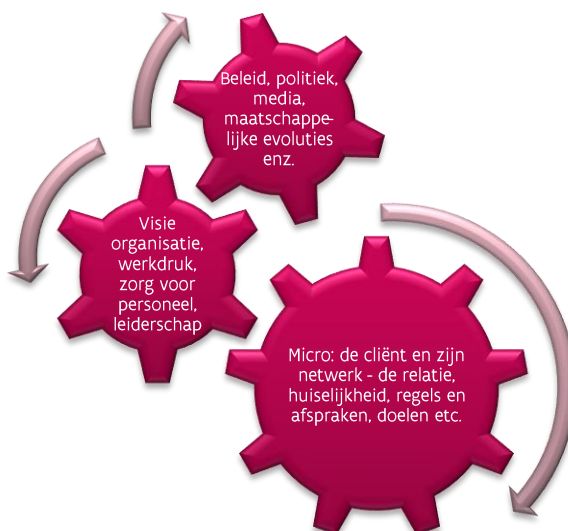 Beleid, politiek,
media,
maatschappe-
lijke evoluties
enz.
Visie
organisatie,
werkdruk,
zorg voor
personeel,
leiderschap
Micro: de cliënt en zijn
netwerk - de relatie,
huiselijkheid, regels en
afspraken, doelen etc.